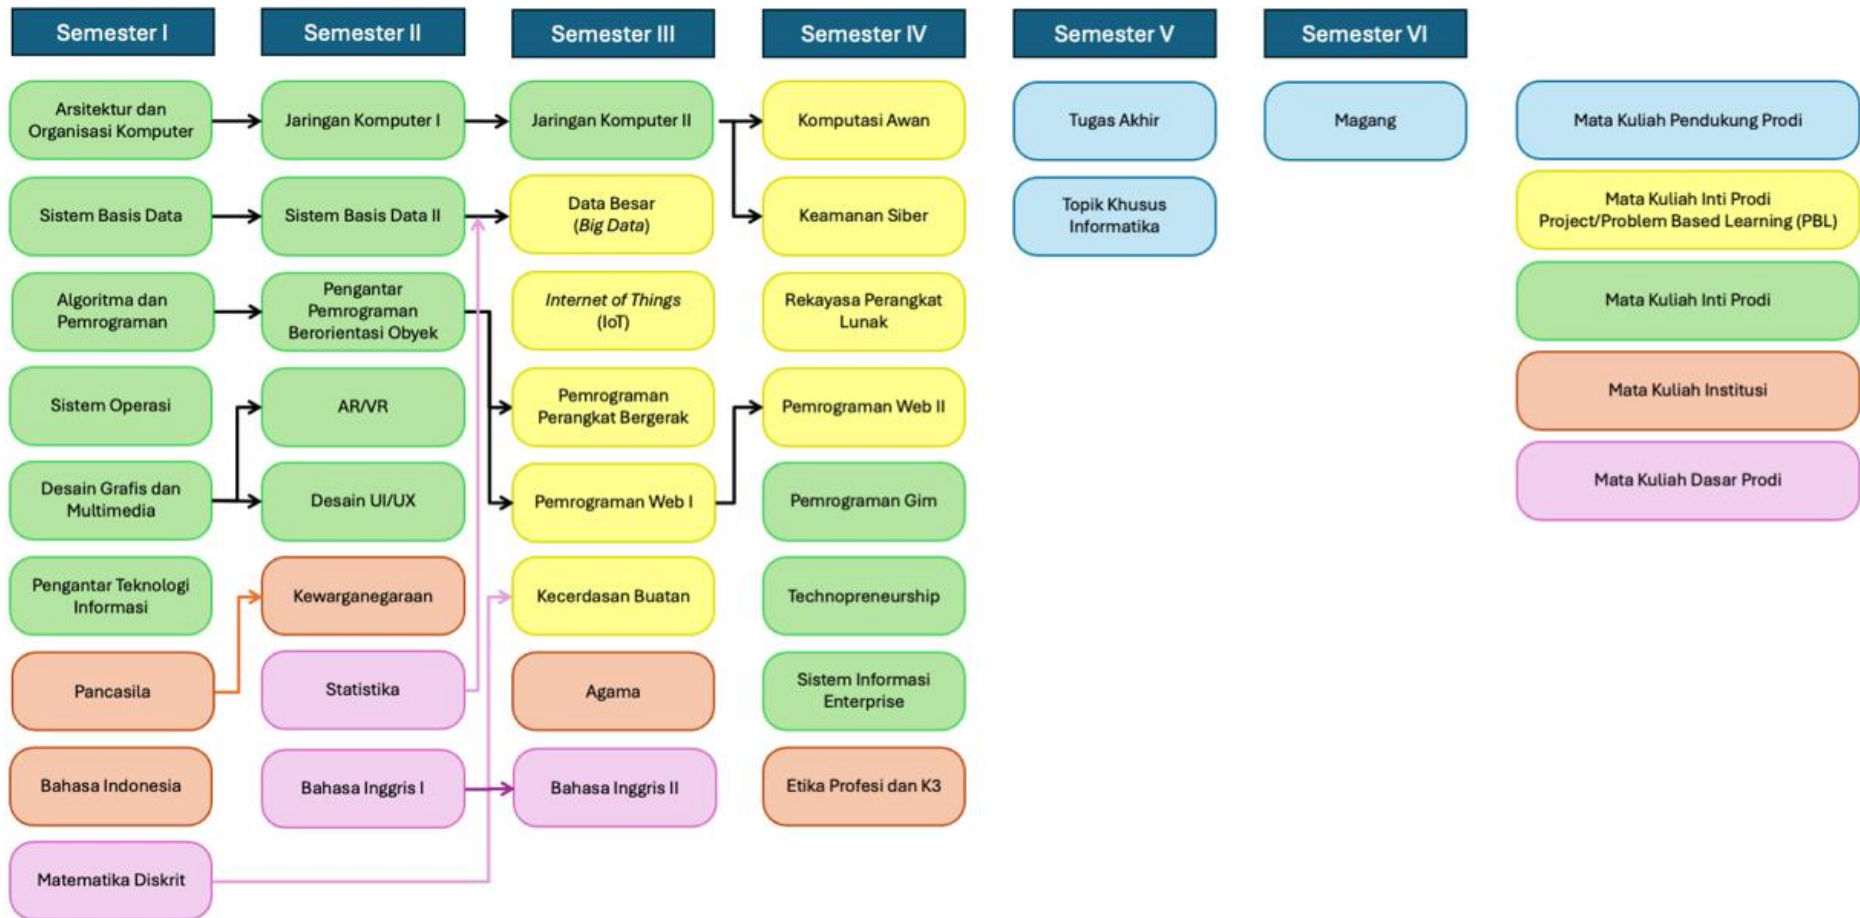 Semester I
Semester II
Semester III
Semester IV
Semester V
Semester VI
Arsitektur dan
Organisasi Komputer
Jaringan Komputer I
Jaringan Komputer II
Komputasi Awan
Tugas Akhir
Magang
Mata Kuliah Pendukung Prodi
Sistem Basis Data
Sistem Basis Data II
Data Besar
(Big Data)
Keamanan Siber
Topik Khusus
Informatika
Mata Kuliah Inti Prodi
Project/Problem Based Learning (PBL)
Algoritma dan
Pemrograman
Pengantar
Pemrograman
Berorientasi Obyek
Internet of Things
(IoT)
Rekayasa Perangkat
Lunak
Mata Kuliah Inti Prodi
Sistem Operasi
AR/VR
Pemrograman
Perangkat Bergerak
Pemrograman Web II
Mata Kuliah Institusi
Desain Grafis dan
Multimedia
Desain UI/UX
Pemrograman Web I
Pemrograman Gim
Mata Kuliah Dasar Prodi
Pengantar Teknologi
Informasi
Kewarganegaraan
Kecerdasan Buatan
Technopreneurship
Pancasila
Statistika
Agama
Sistem Informasi
Enterprise
Bahasa Indonesia
Bahasa Inggris I
Bahasa Inggris II
Etika Profesi dan K3
Matematika Diskrit